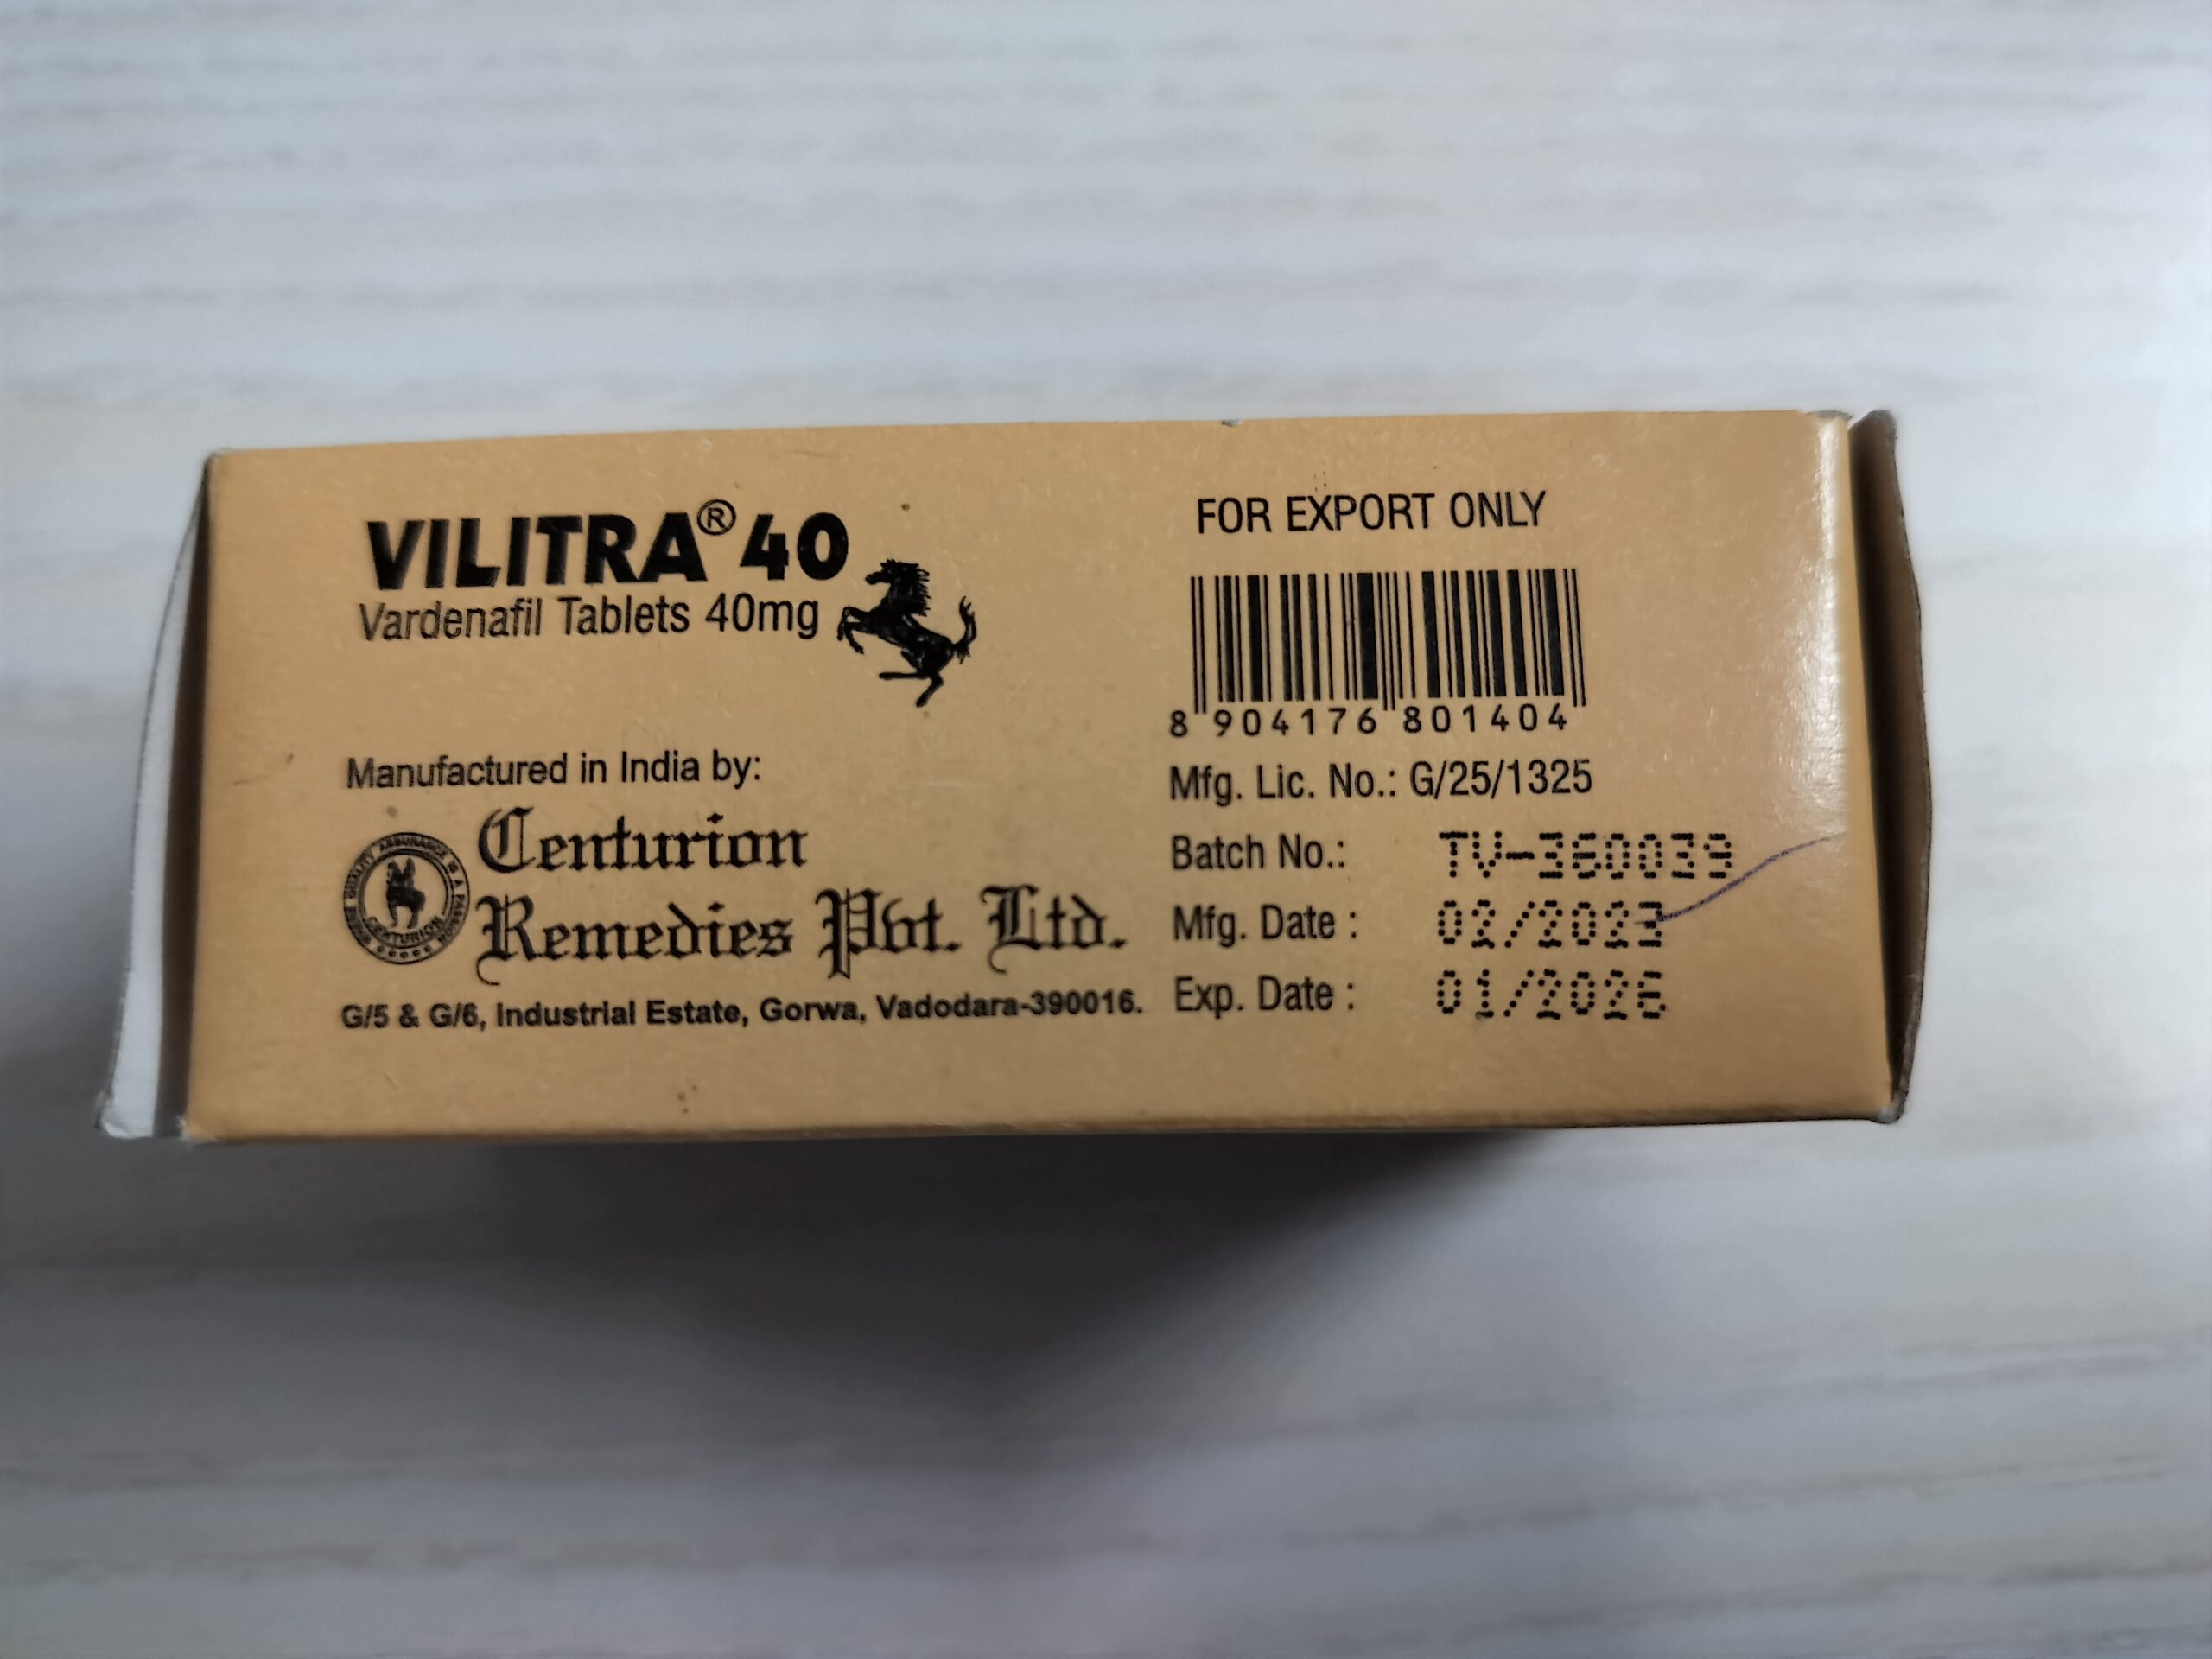 VILITRA® 40
Vardenafil Tablets 40mg
Manufactured in India by:
Centurion
Remedies Pvt. Ltd.
G/5 & G/6, Industrial Estate, Gorwa, Vadodara-390016.
CENTURION
FOR EXPORT ONLY
8 904176 801404
Mfg. Lic. No.: G/25/1325
Batch No.: TV-360039
Mfg. Date : 02/2023
Exp. Date : 01/2026